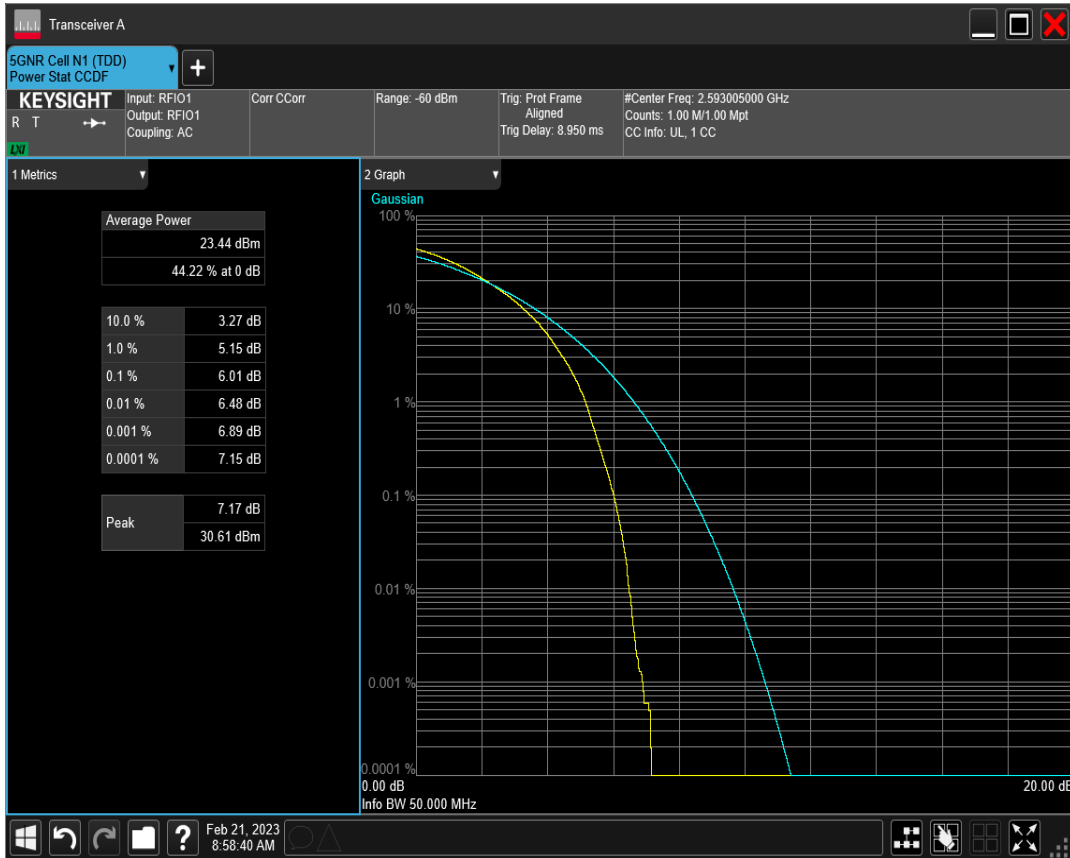 Transceiver A
5GNR Cell N1 (TDD)
Power Stat CCDF
+
KEYSIGHT
R T
LXI
Input: RFIO1
Output: RFIO1
Coupling: AC
Corr CCorr
Range: -60 dBm
Trig: Prot Frame
Aligned
Trig Delay: 8.950 ms
#Center Freq: 2.593005000 GHz
Counts: 1.00 M/1.00 Mpt
CC Info: UL, 1 CC
1 Metrics
Average Power
23.44 dBm
44.22 % at 0 dB
10.0 % 3.27 dB
1.0 % 5.15 dB
0.1 % 6.01 dB
0.01 % 6.48 dB
0.001 % 6.89 dB
0.0001 % 7.15 dB
Peak 7.17 dB
30.61 dBm
2 Graph
Gaussian
100 %
10 %
1 %
0.1 %
0.01 %
0.001 %
0.0001 %
0.00 dB 20.00 dB
Info BW 50.000 MHz
?
Feb 21, 2023
8:58:40 AM